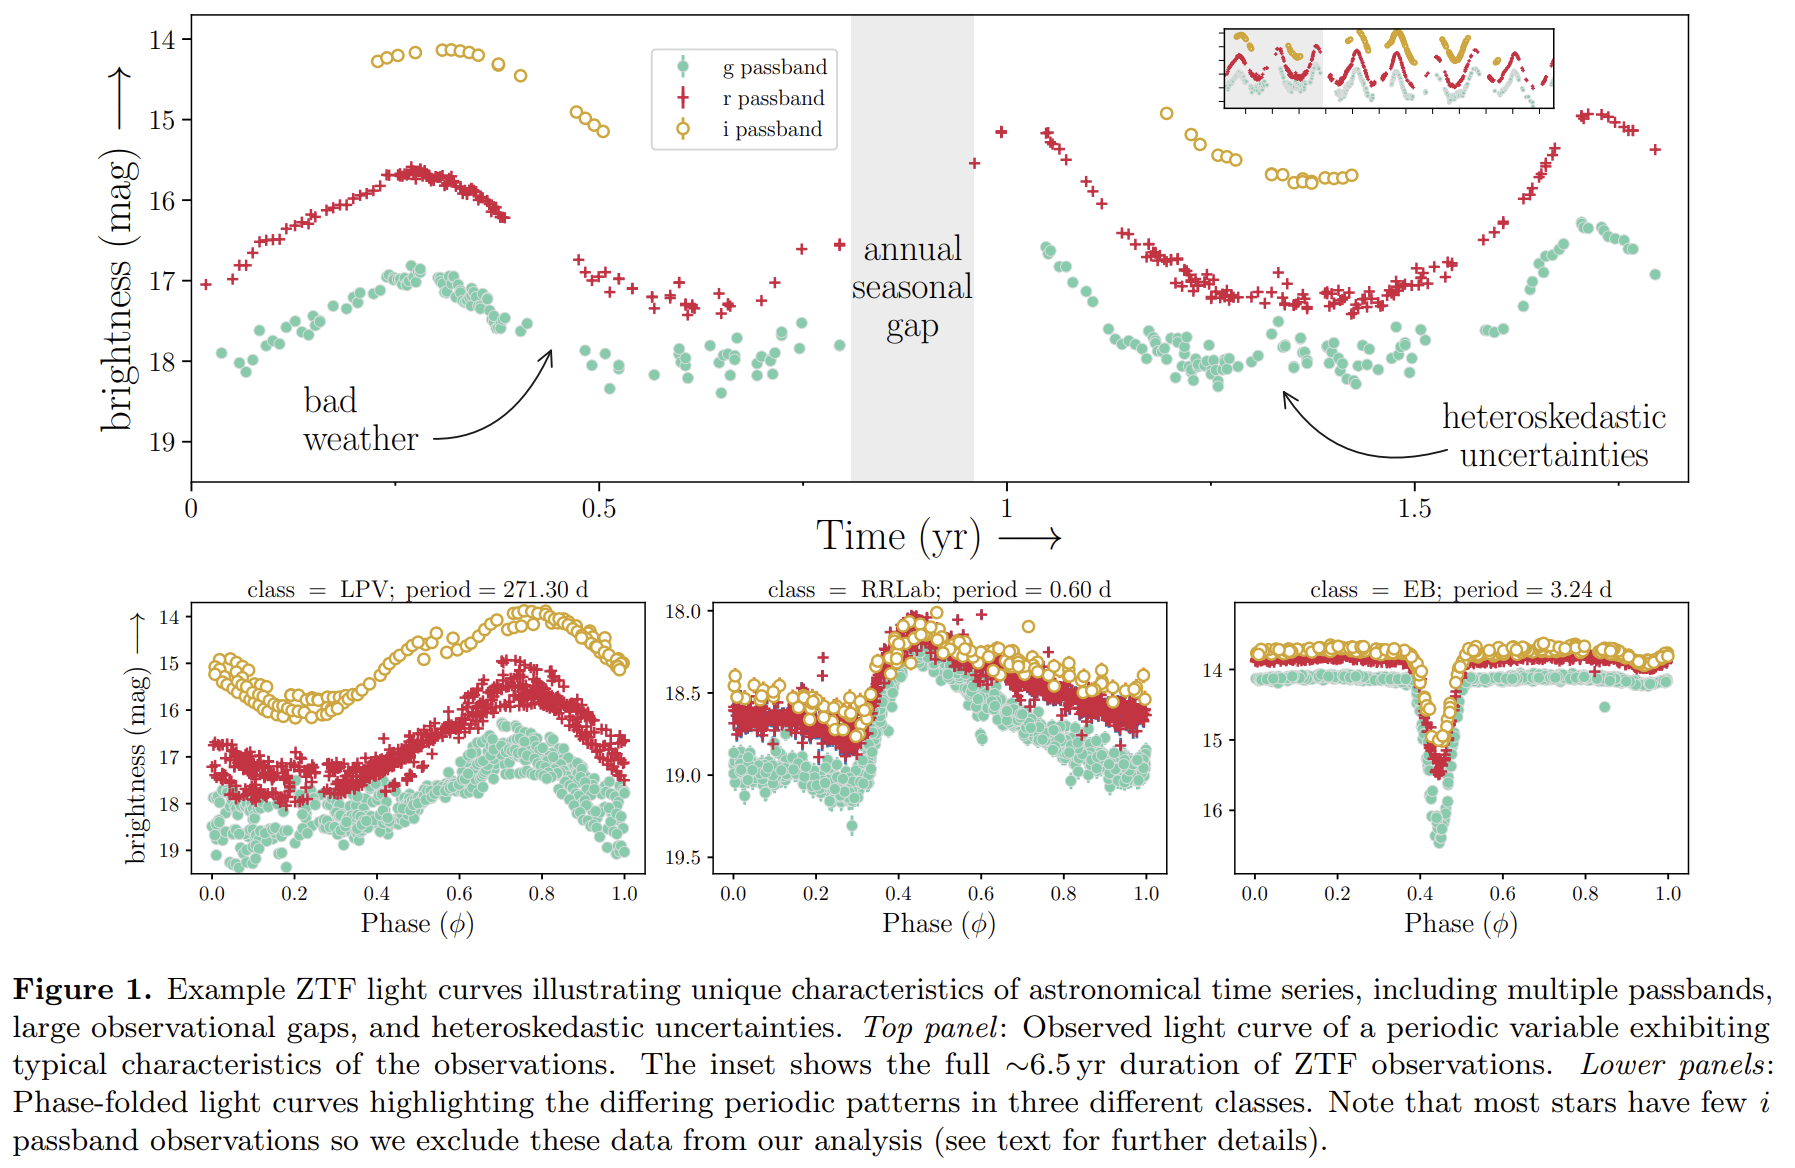 14
15
16
17
18
19
brightness (mag) ⟶
g passband
r passband
i passband
annual
seasonal
gap
bad
weather
heteroskedastic
uncertainties
0
0.5
1
1.5
Time (yr) ⟶
class = LPV; period = 271.30 d
14
15
16
17
18
19
brightness (mag) ⟶
0.0 0.2 0.4 0.6 0.8 1.0
Phase (ϕ)
class = RRLab; period = 0.60 d
18.0
18.5
19.0
19.5
0.0 0.2 0.4 0.6 0.8 1.0
Phase (ϕ)
class = EB; period = 3.24 d
14
15
16
0.0 0.2 0.4 0.6 0.8 1.0
Phase (ϕ)
Figure 1. Example ZTF light curves illustrating unique characteristics of astronomical time series, including multiple passbands,
large observational gaps, and heteroskedastic uncertainties. Top panel: Observed light curve of a periodic variable exhibiting
typical characteristics of the observations. The inset shows the full ∼6.5 yr duration of ZTF observations. Lower panels:
Phase-folded light curves highlighting the differing periodic patterns in three different classes. Note that most stars have few i
passband observations so we exclude these data from our analysis (see text for further details).